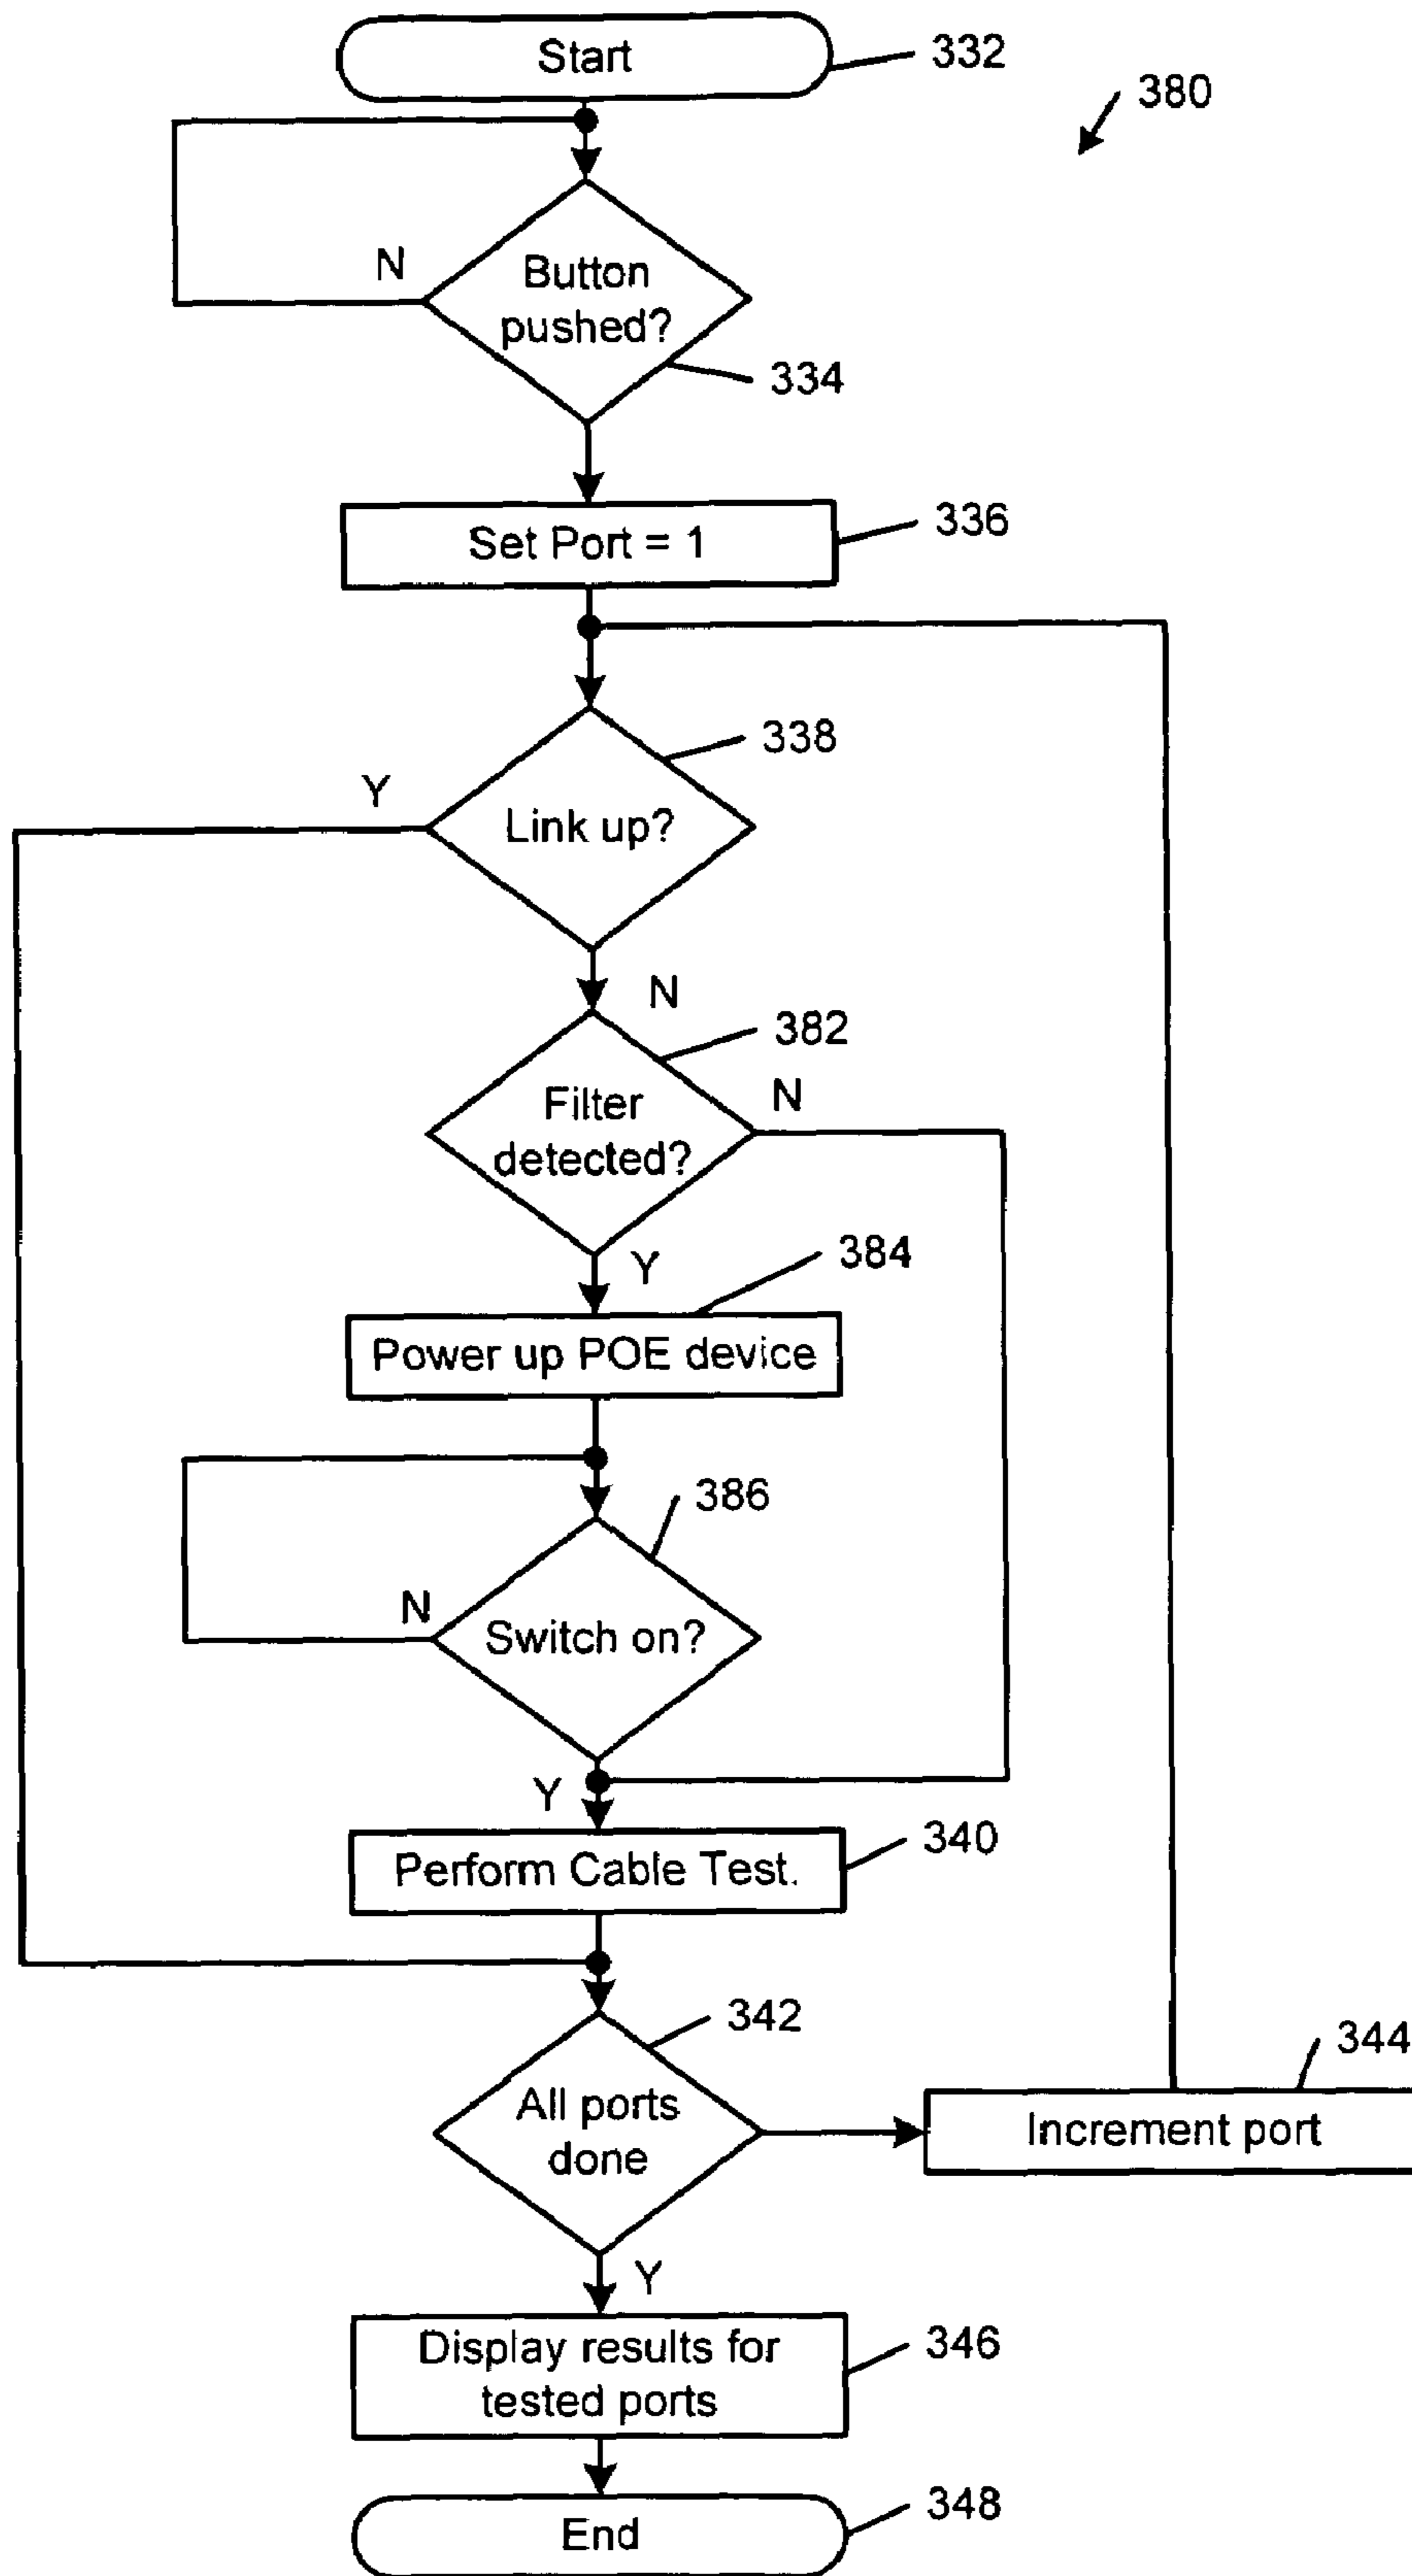 Start
332
380
N
Button
pushed?
334
Set Port = 1
336
338
Y
Link up?
N
382
Filter
detected?
N
384
Y
Power up POE device
386
N
Switch on?
Y
340
Perform Cable Test.
342
All ports
done
344
Increment port
Y
Display results for
tested ports
346
End
348